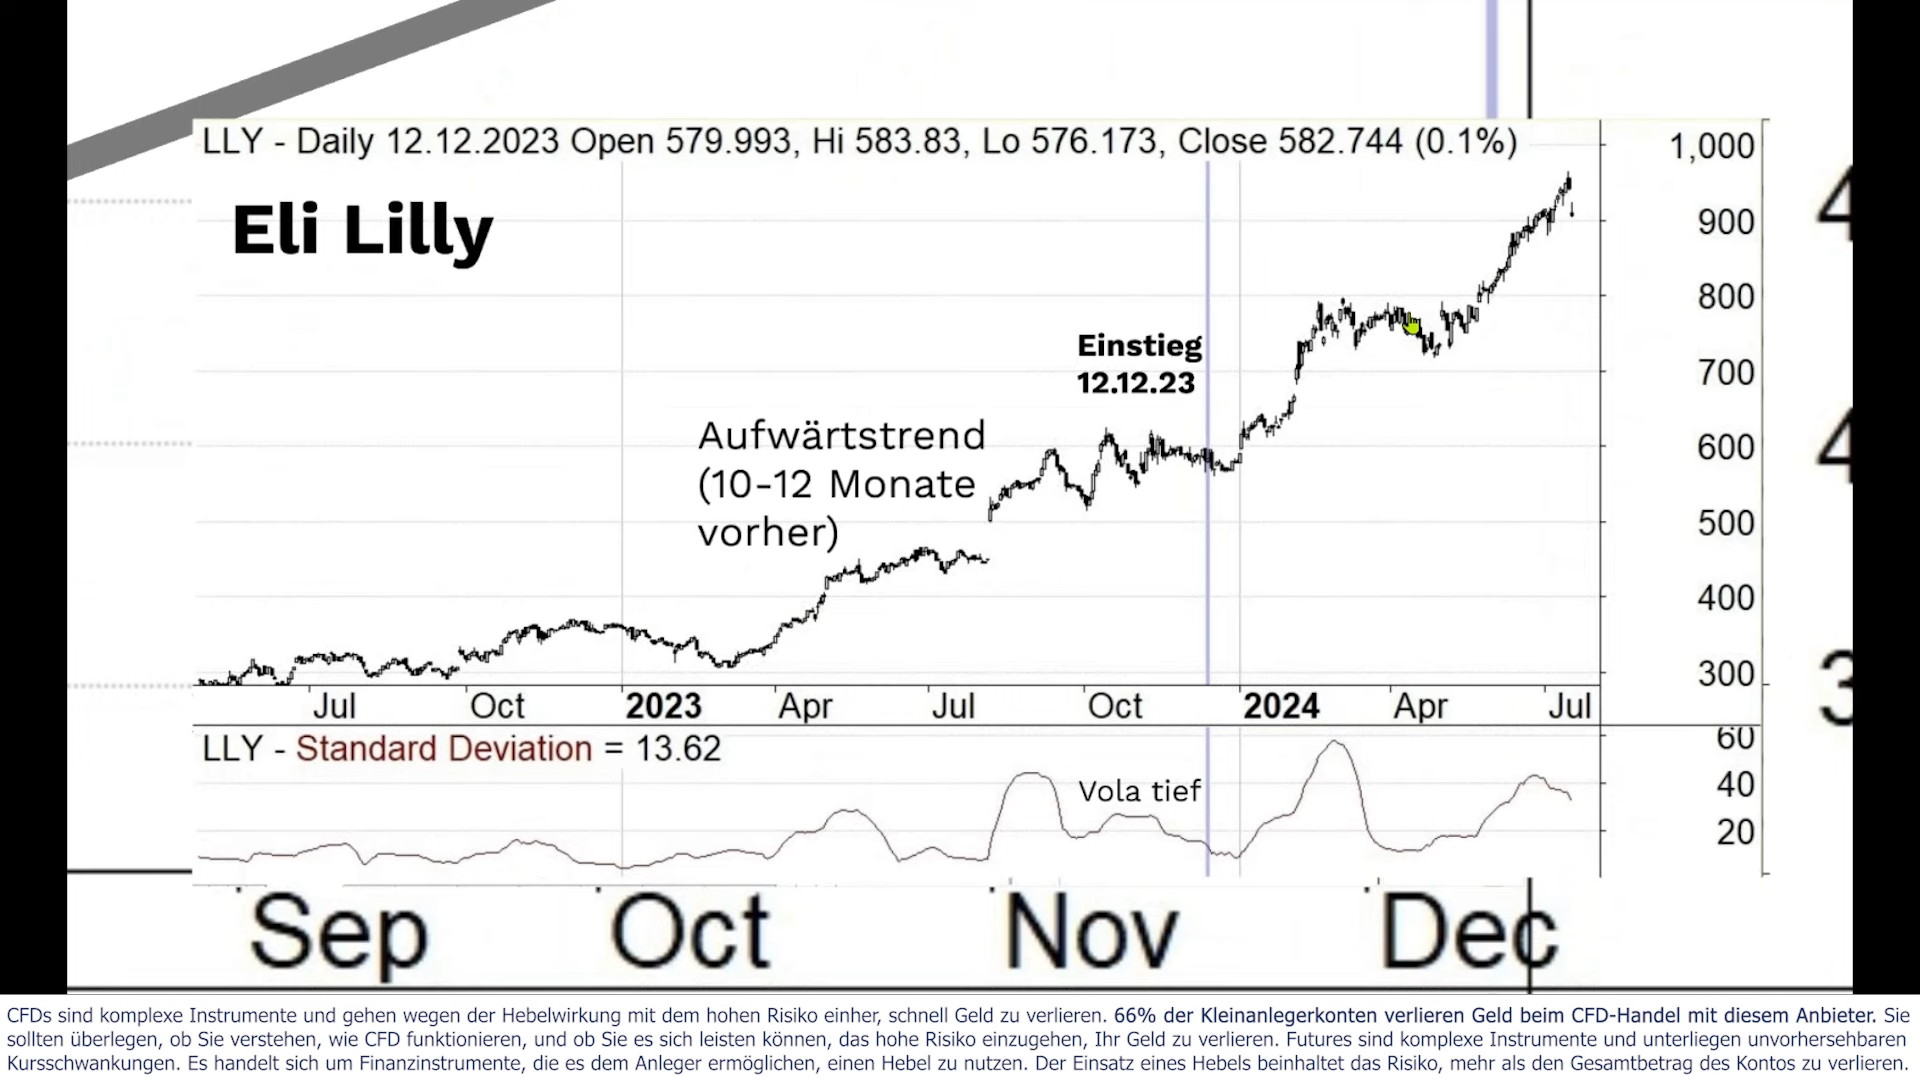 LLY - Daily 12.12.2023 Open 579.993, Hi 583.83, Lo 576.173, Close 582.744 (0.1%)
1,000
Eli Lilly
900
800
Einstieg
12.12.23
700
Aufwärtstrend
(10-12 Monate
vorher)
600
500
400
300
Jul Oct 2023 Apr Jul Oct 2024 Apr Jul
LLY - Standard Deviation = 13.62
60
Vola tief
40
20
4
4
3
Sep Oct Nov Dec
CFDs sind komplexe Instrumente und gehen wegen der Hebelwirkung mit dem hohen Risiko einher, schnell Geld zu verlieren. 66% der Kleinanlegerkonten verlieren Geld beim CFD-Handel mit diesem Anbieter. Sie
sollten überlegen, ob Sie verstehen, wie CFD funktionieren, und ob Sie es sich leisten können, das hohe Risiko einzugehen, Ihr Geld zu verlieren. Futures sind komplexe Instrumente und unterliegen unvorhersehbaren
Kursschwankungen. Es handelt sich um Finanzinstrumente, die es dem Anleger ermöglichen, einen Hebel zu nutzen. Der Einsatz eines Hebels beinhaltet das Risiko, mehr als den Gesamtbetrag des Kontos zu verlieren.